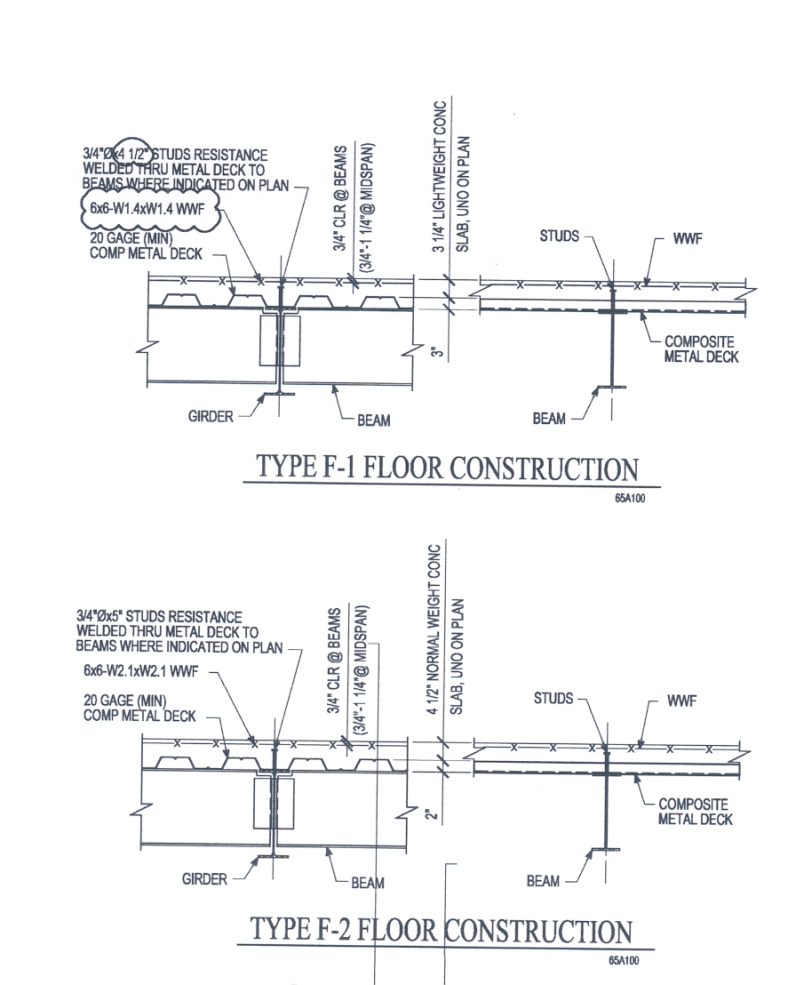 3/4"Øx4 1/2" STUDS RESISTANCE
WELDED THRU METAL DECK TO
BEAMS WHERE INDICATED ON PLAN
6x6-W1.4xW1.4 WWF
20 GAGE (MIN)
COMP METAL DECK
3/4" CLR @ BEAMS
(3/4"-1 1/4"@ MIDSPAN)
3 1/4" LIGHTWEIGHT CONC
SLAB, UNO ON PLAN
3"
STUDS
WWF
COMPOSITE
METAL DECK
GIRDER
BEAM
BEAM
TYPE F-1 FLOOR CONSTRUCTION
65A100
3/4"Øx5" STUDS RESISTANCE
WELDED THRU METAL DECK TO
BEAMS WHERE INDICATED ON PLAN
6x6-W2.1xW2.1 WWF
20 GAGE (MIN)
COMP METAL DECK
3/4" CLR @ BEAMS
(3/4"-1 1/4"@ MIDSPAN)
4 1/2" NORMAL WEIGHT CONC
SLAB, UNO ON PLAN
2"
STUDS
WWF
COMPOSITE
METAL DECK
GIRDER
BEAM
BEAM
TYPE F-2 FLOOR CONSTRUCTION
65A100